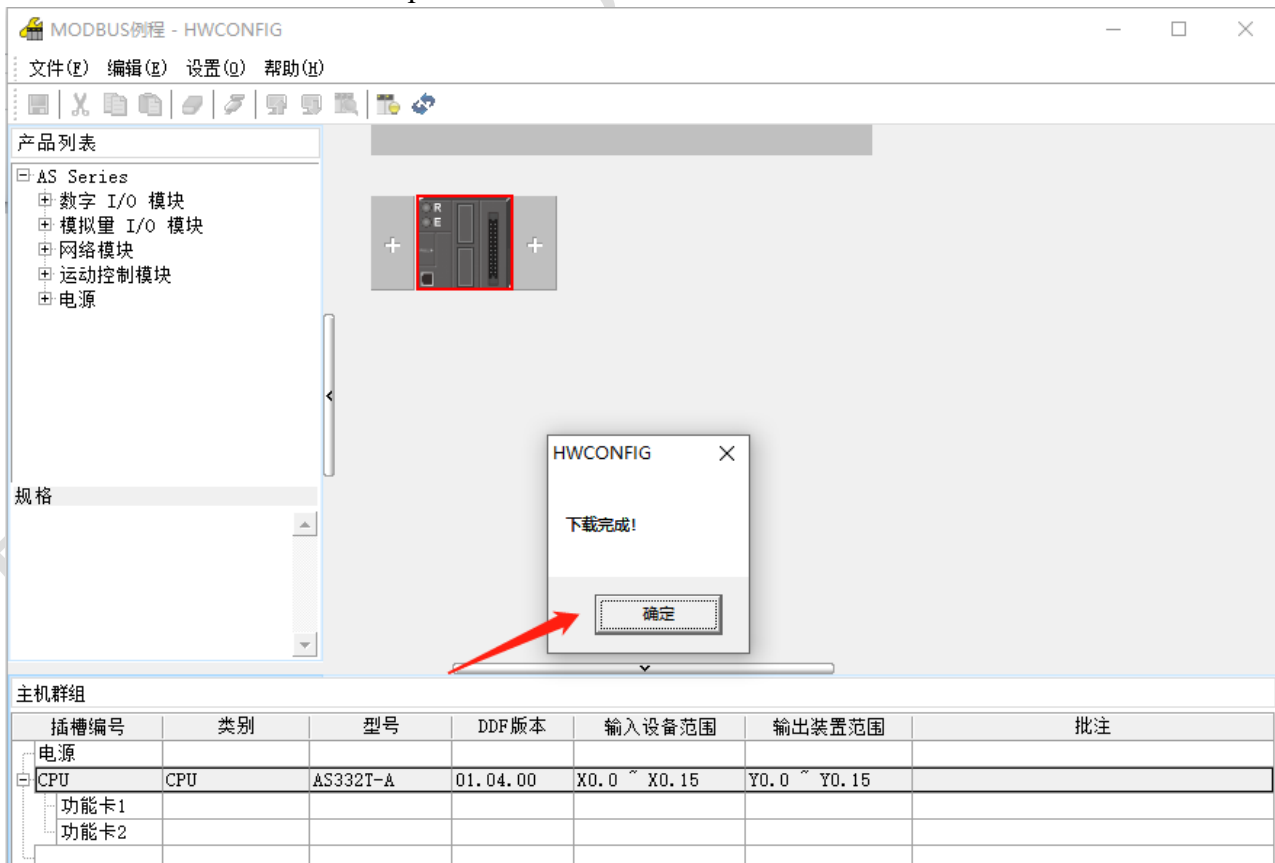 MODBUS例程 - HWCONFIG
文件(F) 编辑(E) 设置(O) 帮助(H)
产品列表
AS Series
数字 I/O 模块
模拟量 I/O 模块
网络模块
运动控制模块
电源
R
E
规格
HWCONFIG
下载完成!
确定
主机群组
插槽编号 类别 型号 DDF版本 输入设备范围 输出装置范围 批注
电源
CPU CPU AS332T-A 01.04.00 X0.0 ~ X0.15 Y0.0 ~ Y0.15
功能卡1
功能卡2